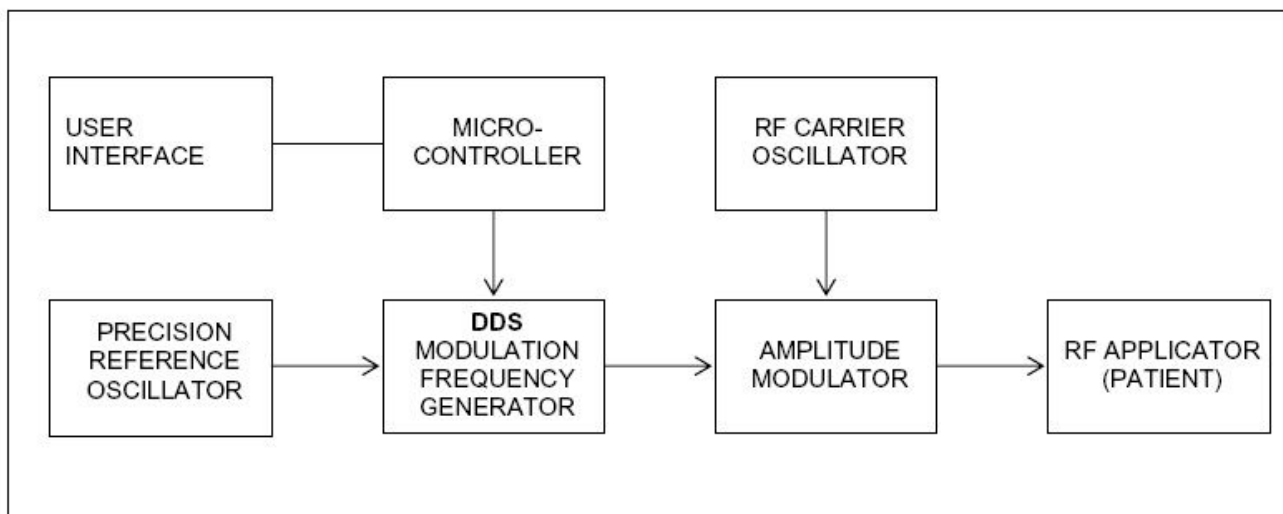 USER
INTERFACE
MICRO-
CONTROLLER
RF CARRIER
OSCILLATOR
PRECISION
REFERENCE
OSCILLATOR
DDS
MODULATION
FREQUENCY
GENERATOR
AMPLITUDE
MODULATOR
RF APPLICATOR
(PATIENT)